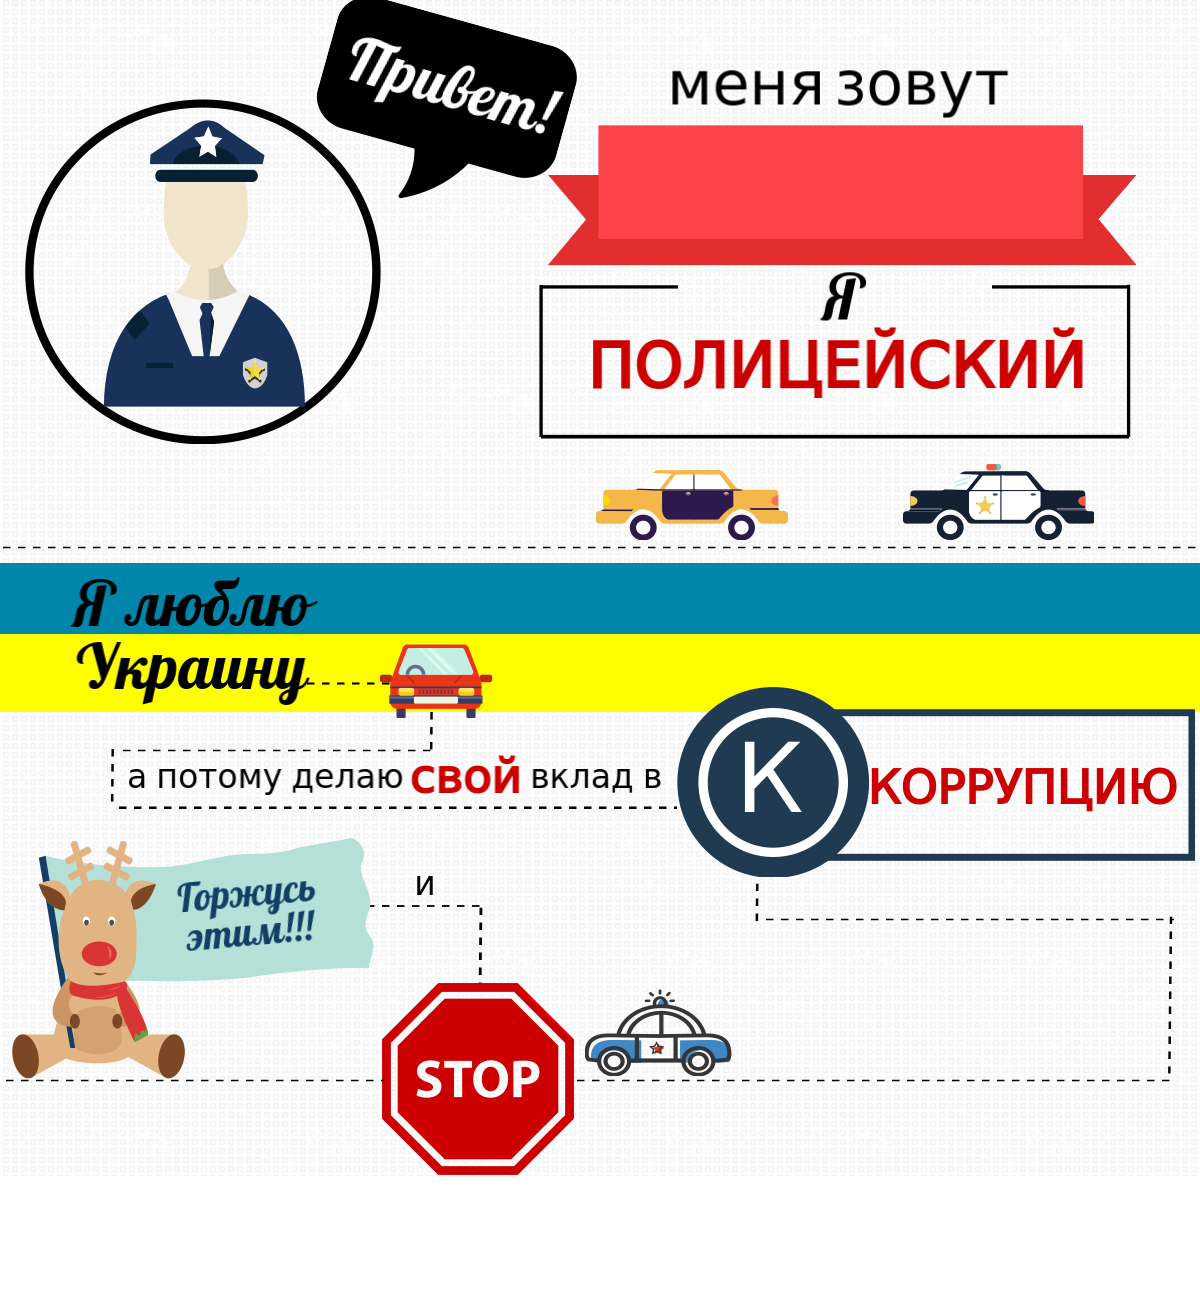 Привет!
меня зовут
Я
ПОЛИЦЕЙСКИЙ
Я люблю
Украину
а потому делаю СВОЙ вклад в
К КОРРУПЦИЮ
Горжусь
этим!!!
и
STOP